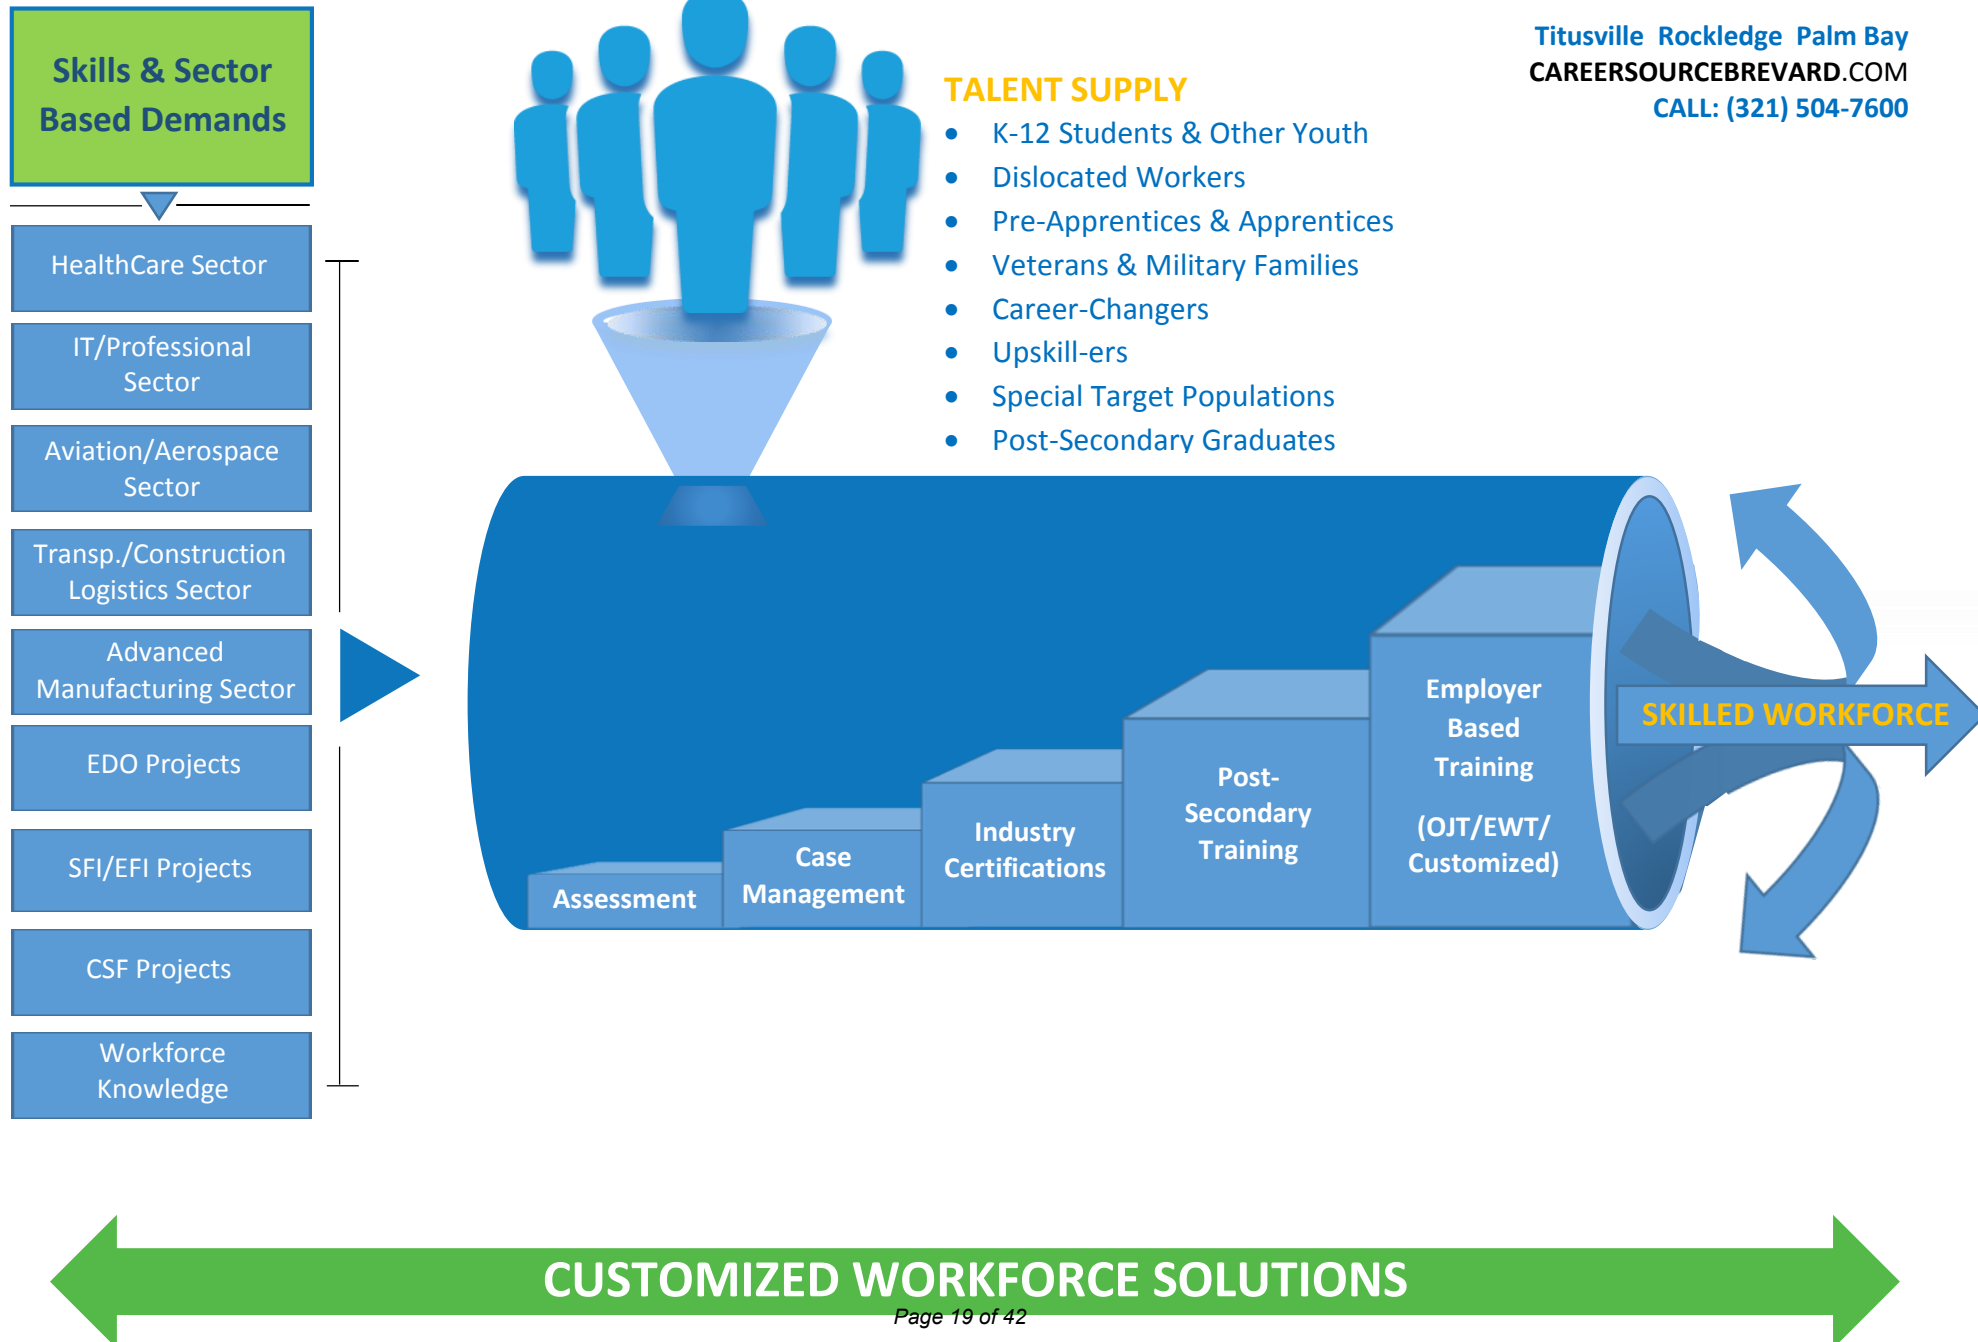 Skills & Sector
Based Demands
HealthCare Sector
IT/Professional
Sector
Aviation/Aerospace
Sector
Transp./Construction
Logistics Sector
Advanced
Manufacturing Sector
EDO Projects
SFI/EFI Projects
CSF Projects
Workforce
Knowledge
TALENT SUPPLY
• K-12 Students & Other Youth
• Dislocated Workers
• Pre-Apprentices & Apprentices
• Veterans & Military Families
• Career-Changers
• Upskill-ers
• Special Target Populations
• Post-Secondary Graduates
Titusville Rockledge Palm Bay
CAREERSOURCEBREVARD.COM
CALL: (321) 504-7600
Assessment
Case
Management
Industry
Certifications
Post-
Secondary
Training
Employer
Based
Training
(OJT/EWT/
Customized)
SKILLED WORKFORCE
CUSTOMIZED WORKFORCE SOLUTIONS
Page 19 of 42